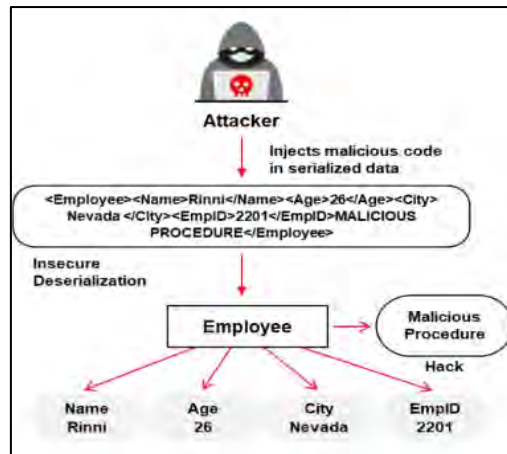 Attacker
Injects malicious code
in serialized data
<Employee><Name>Rinni</Name><Age>26</Age><City>
Nevada </City><EmpID>2201</EmpID>MALICIOUS
PROCEDURE</Employee>
Insecure
Deserialization
Employee
Malicious
Procedure
Hack
Name
Rinni
Age
26
City
Nevada
EmpID
2201